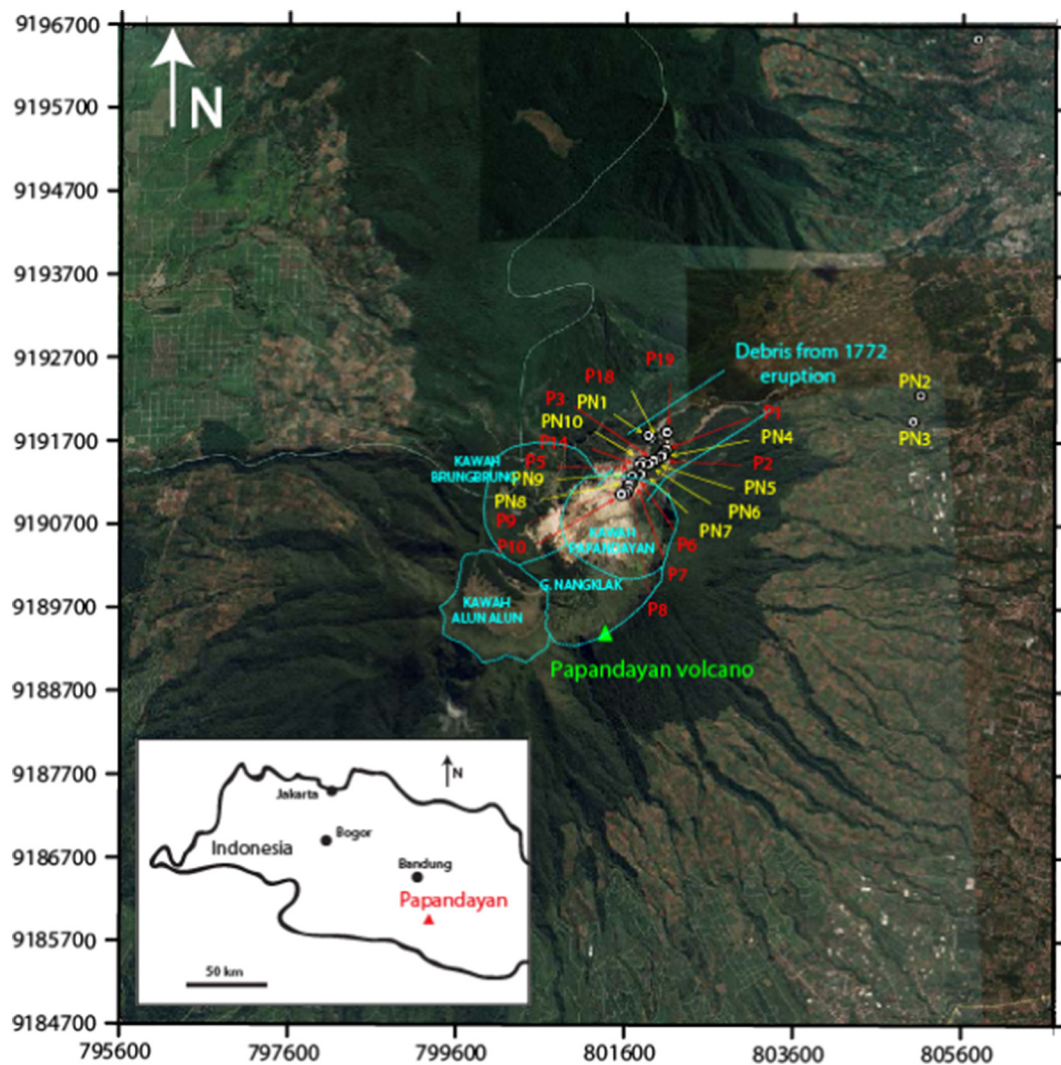 9196700
9195700
9194700
9193700
9192700
9191700
9190700
9189700
9188700
9187700
9186700
9185700
9184700
N
P19
P18
Debris from 1772
eruption
P3
PN1
PN2
P1
PN10
PN4
PN3
P14
P5
P2
KAWAH
BRUNGBRUNG
PN9
PN5
PN8
PN6
P9
PN7
KAWAH
PAPANDAYAN
P10
P6
P7
G. NANGKLAK
KAWAH
ALUN ALUN
P8
Papandayan volcano
N
Jakarta
Bogor
Indonesia
Bandung
Papandayan
50 km
795600
797600
799600
801600
803600
805600